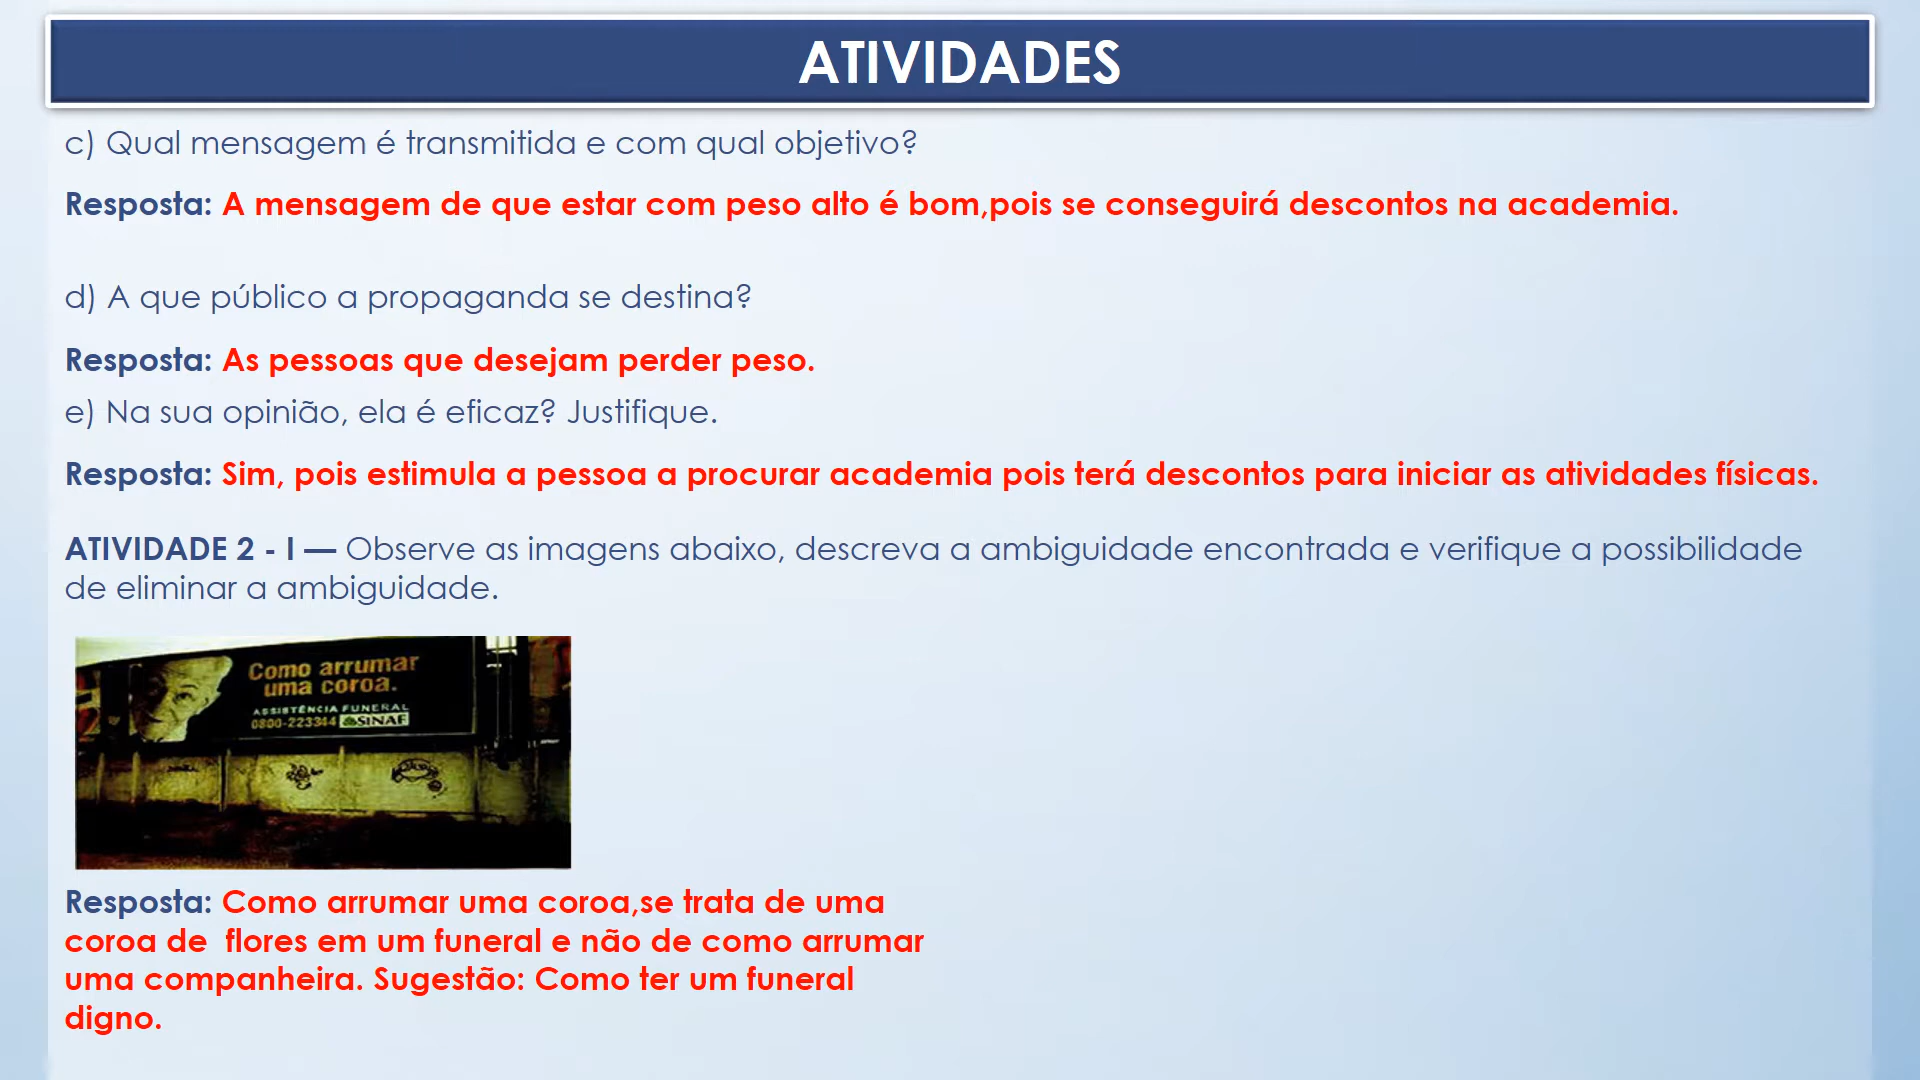 ATIVIDADES
c) Qual mensagem é transmitida e com qual objetivo?
Resposta: A mensagem de que estar com peso alto é bom,pois se conseguirá descontos na academia.
d) A que público a propaganda se destina?
Resposta: As pessoas que desejam perder peso.
e) Na sua opinião, ela é eficaz? Justifique.
Resposta: Sim, pois estimula a pessoa a procurar academia pois terá descontos para iniciar as atividades físicas.
ATIVIDADE 2 - I — Observe as imagens abaixo, descreva a ambiguidade encontrada e verifique a possibilidade
de eliminar a ambiguidade.
Como arrumar
uma coroa.
ASSISTÊNCIA FUNERAL
0800-223344 SINAF
Resposta: Como arrumar uma coroa,se trata de uma
coroa de  flores em um funeral e não de como arrumar
uma companheira. Sugestão: Como ter um funeral
digno.